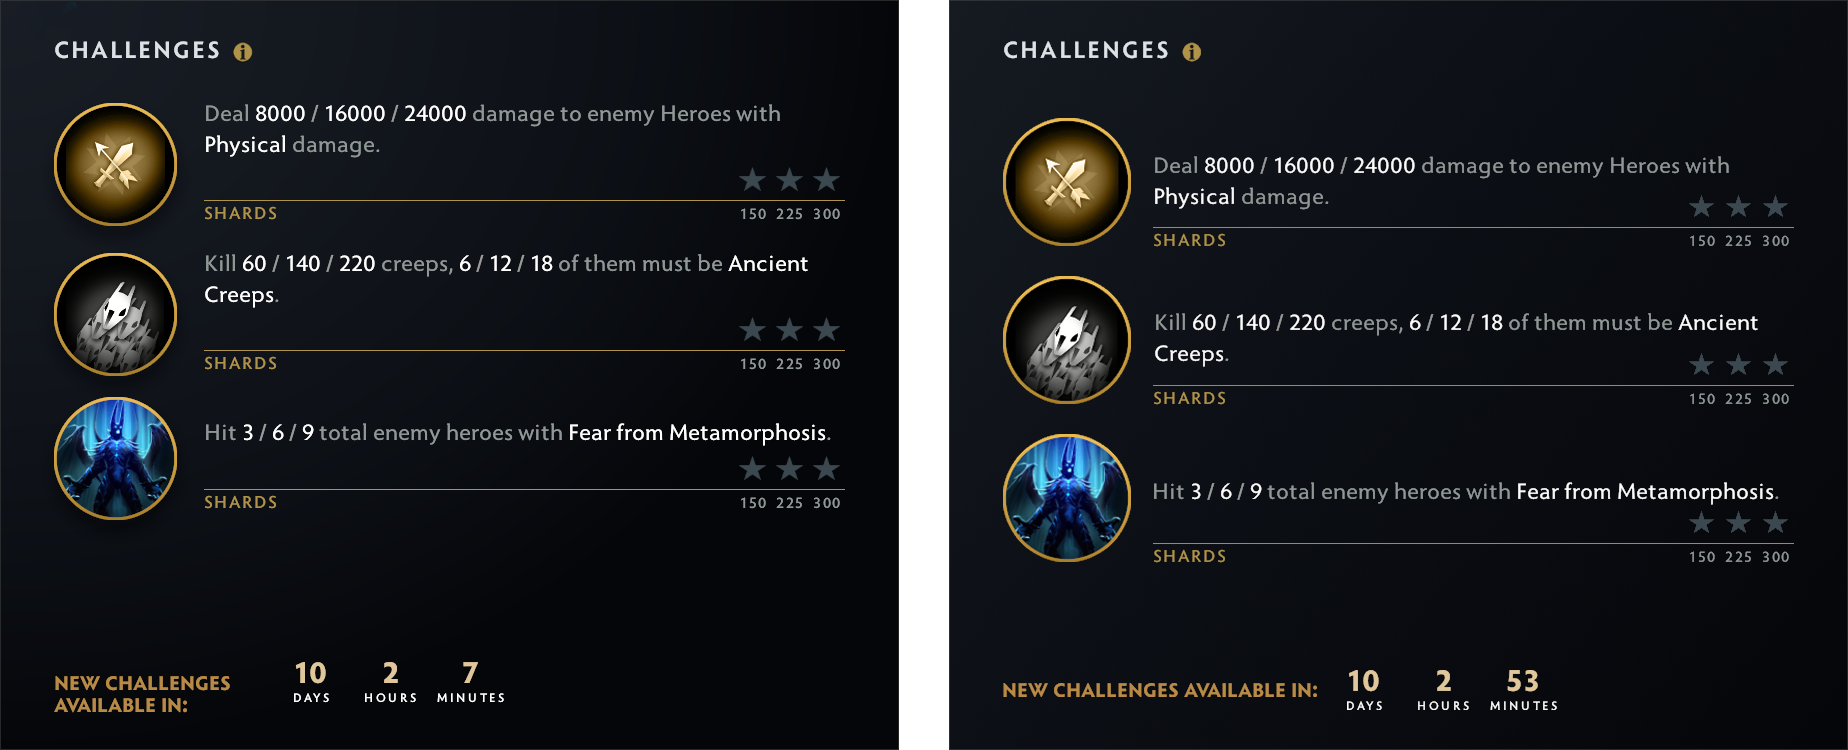 CHALLENGES
Deal 8000 / 16000 / 24000 damage to enemy Heroes with
Physical damage.
SHARDS 150 225 300
Kill 60 / 140 / 220 creeps, 6 / 12 / 18 of them must be Ancient
Creeps.
SHARDS 150 225 300
Hit 3 / 6 / 9 total enemy heroes with Fear from Metamorphosis.
SHARDS 150 225 300
NEW CHALLENGES
AVAILABLE IN:
10 2 7
DAYS HOURS MINUTES
CHALLENGES
Deal 8000 / 16000 / 24000 damage to enemy Heroes with
Physical damage.
SHARDS 150 225 300
Kill 60 / 140 / 220 creeps, 6 / 12 / 18 of them must be Ancient
Creeps.
SHARDS 150 225 300
Hit 3 / 6 / 9 total enemy heroes with Fear from Metamorphosis.
SHARDS 150 225 300
NEW CHALLENGES AVAILABLE IN:
10 2 53
DAYS HOURS MINUTES